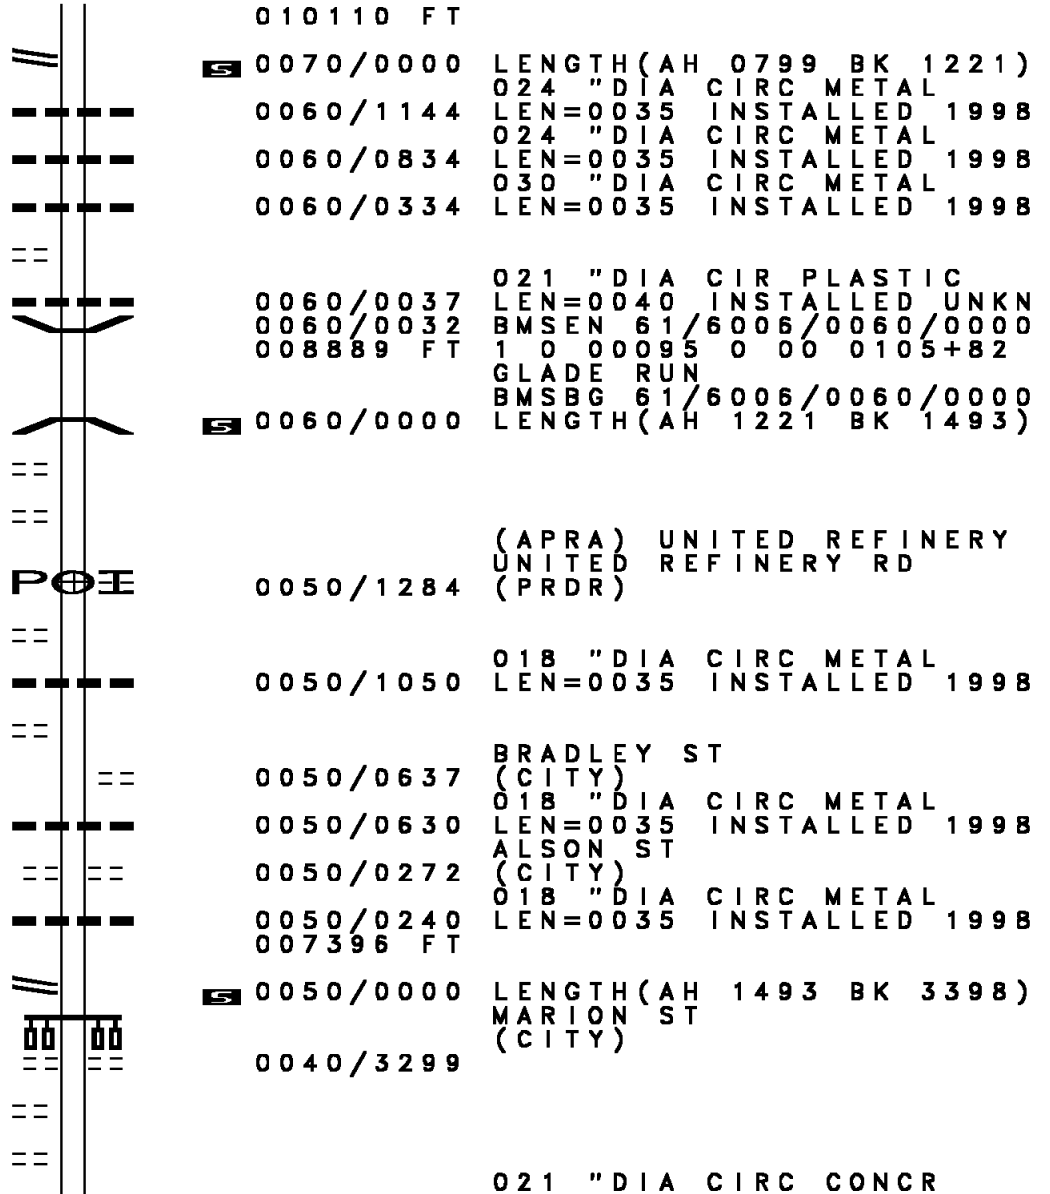 010110 FT
S 0070/0000 LENGTH(AH 0799 BK 1221)
024 "DIA CIRC METAL
0060/1144 LEN=0035 INSTALLED 1998
024 "DIA CIRC METAL
0060/0834 LEN=0035 INSTALLED 1998
030 "DIA CIRC METAL
0060/0334 LEN=0035 INSTALLED 1998
021 "DIA CIR PLASTIC
0060/0037 LEN=0040 INSTALLED UNKN
0060/0032 BMSEN 61/6006/0060/0000
008889 FT 1 0 00095 0 00 0105+82
GLADE RUN
BMSBG 61/6006/0060/0000
S 0060/0000 LENGTH(AH 1221 BK 1493)
(APRA) UNITED REFINERY
UNITED REFINERY RD
POI 0050/1284 (PRDR)
018 "DIA CIRC METAL
0050/1050 LEN=0035 INSTALLED 1998
BRADLEY ST
0050/0637 (CITY)
018 "DIA CIRC METAL
0050/0630 LEN=0035 INSTALLED 1998
ALSON ST
0050/0272 (CITY)
018 "DIA CIRC METAL
0050/0240 LEN=0035 INSTALLED 1998
007396 FT
S 0050/0000 LENGTH(AH 1493 BK 3398)
MARION ST
(CITY)
0040/3299
021 "DIA CIRC CONCR